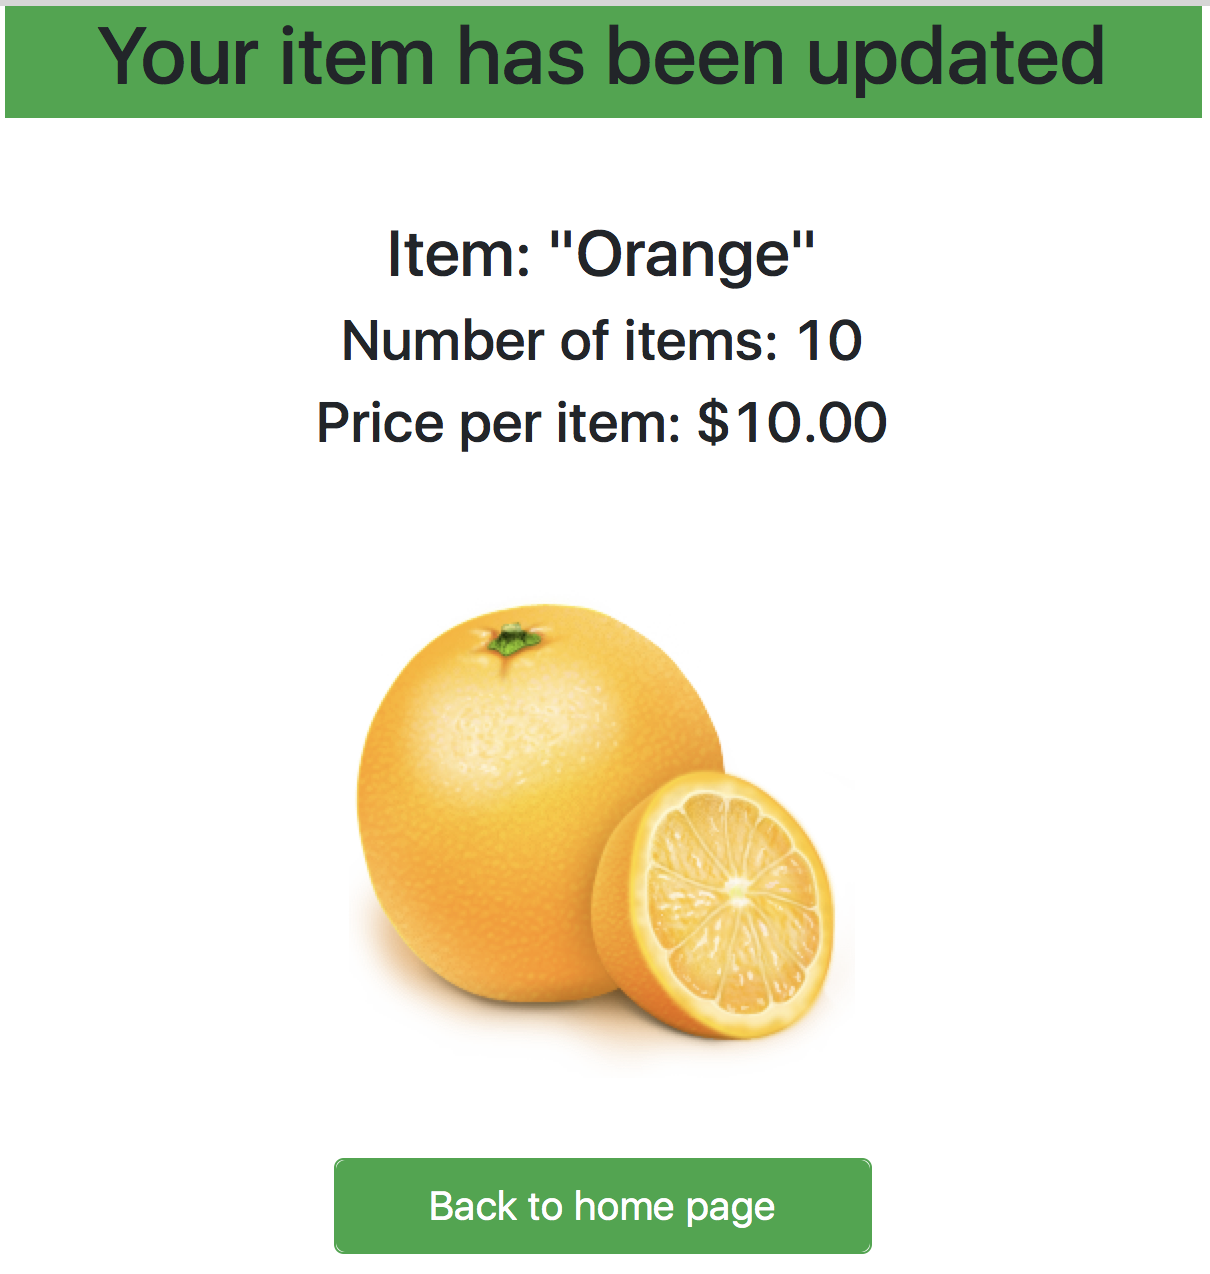 Your item has been updated
Item: "Orange"
Number of items: 10
Price per item: $10.00
Back to home page